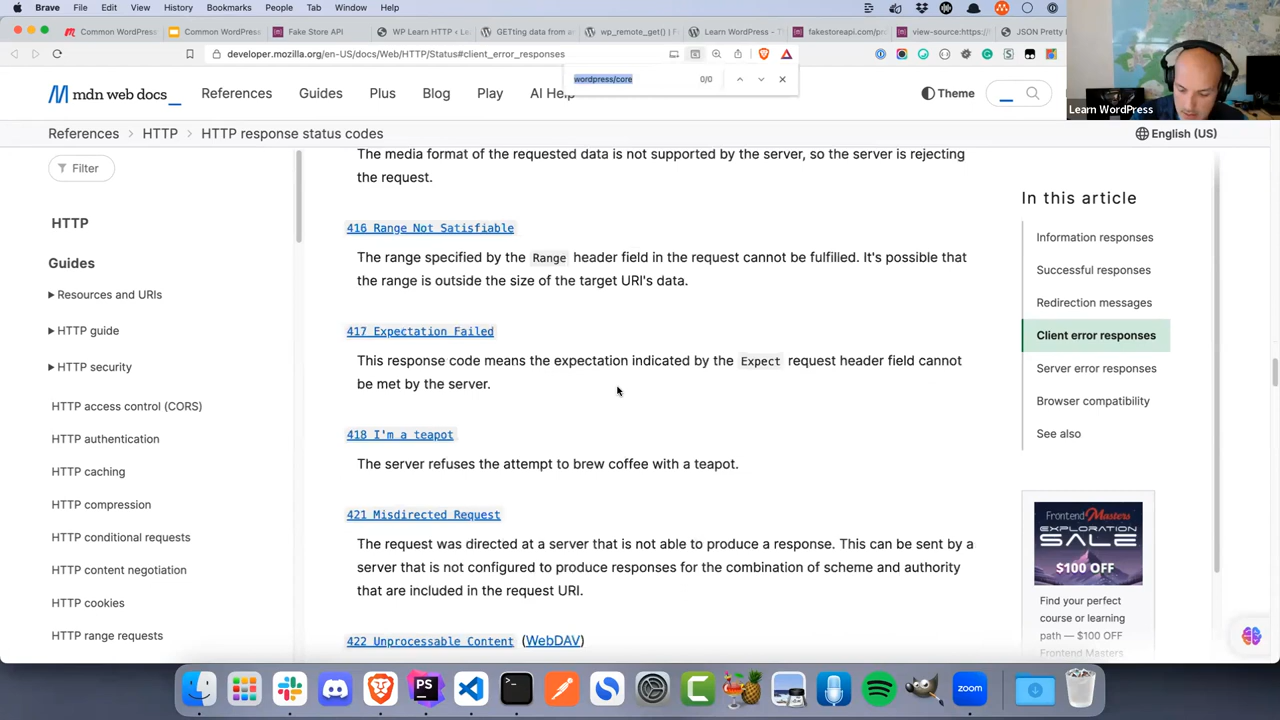 Brave File Edit View History Bookmarks People Tab Window Help
Common WordPress
Common WordPress
Fake Store API
WP Learn HTTP
GETting data from an
wp_remote_get()
Learn WordPress – T
fakestoreapi.com/pro
view-source:https://
JSON Pretty
developer.mozilla.org/en-US/docs/Web/HTTP/Status#client_error_responses
wordpress/core 0/0
mdn web docs_
References Guides Plus Blog Play AI Help
Theme
Learn WordPress
References > HTTP > HTTP response status codes
English (US)
Filter
HTTP
Guides
Resources and URIs
HTTP guide
HTTP security
HTTP access control (CORS)
HTTP authentication
HTTP caching
HTTP compression
HTTP conditional requests
HTTP content negotiation
HTTP cookies
HTTP range requests
The media format of the requested data is not supported by the server, so the server is rejecting
the request.
416 Range Not Satisfiable
The range specified by the Range header field in the request cannot be fulfilled. It's possible that
the range is outside the size of the target URI's data.
417 Expectation Failed
This response code means the expectation indicated by the Expect request header field cannot
be met by the server.
418 I'm a teapot
The server refuses the attempt to brew coffee with a teapot.
421 Misdirected Request
The request was directed at a server that is not able to produce a response. This can be sent by a
server that is not configured to produce responses for the combination of scheme and authority
that are included in the request URI.
422 Unprocessable Content (WebDAV)
In this article
Information responses
Successful responses
Redirection messages
Client error responses
Server error responses
Browser compatibility
See also
Frontend Masters
EXPLORATION
SALE
$100 OFF
Find your perfect
course or learning
path — $100 OFF
Frontend Masters
PS
zoom